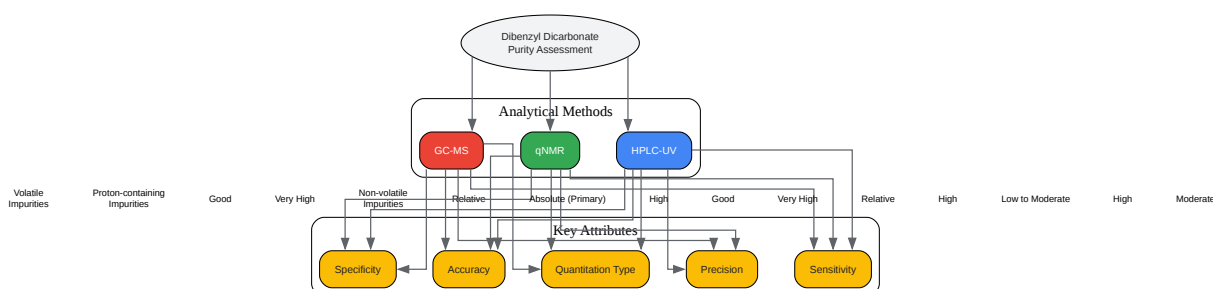 Dibenzyl Dicarbonate
Purity Assessment
Analytical Methods
GC-MS
qNMR
HPLC-UV
Volatile
Impurities
Proton-containing
Impurities
Good
Very High
Non-volatile
Impurities
Relative
Absolute (Primary)
High
Good
Very High
Relative
High
Low to Moderate
High
Moderate
Key Attributes
Specificity
Accuracy
Quantitation Type
Precision
Sensitivity